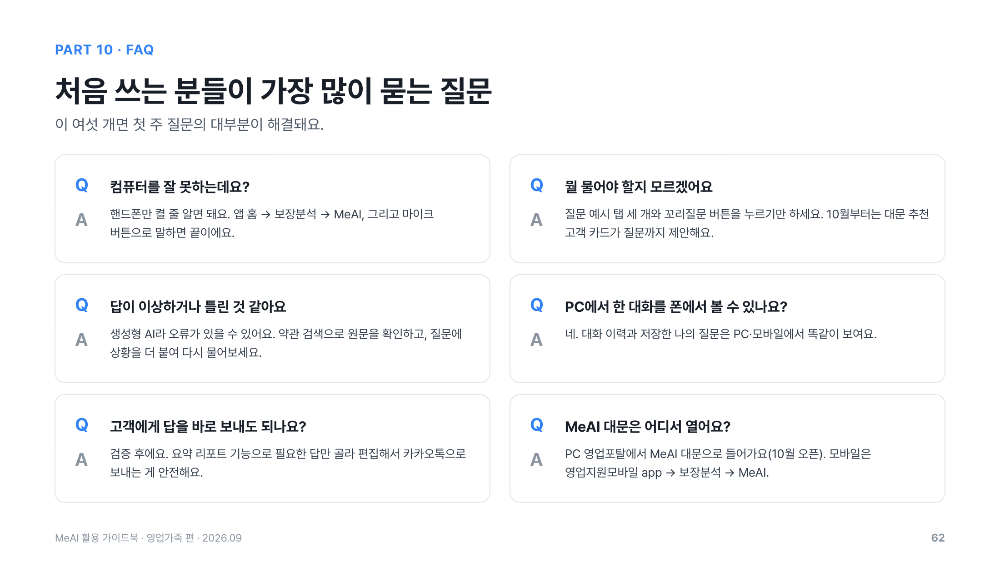 PART 10 · FAQ
처음 쓰는 분들이 가장 많이 묻는 질문
이 여섯 개면 첫 주 질문의 대부분이 해결돼요.
Q 컴퓨터를 잘 못하는데요?
A 핸드폰만 켤 줄 알면 돼요. 앱 홈 → 보장분석 → MeAI, 그리고 마이크
버튼으로 말하면 끝이에요.
Q 뭘 물어야 할지 모르겠어요
A 질문 예시 탭 세 개와 꼬리질문 버튼을 누르기만 하세요. 10월부터는 대문 추천
고객 카드가 질문까지 제안해요.
Q 답이 이상하거나 틀린 것 같아요
A 생성형 AI라 오류가 있을 수 있어요. 약관 검색으로 원문을 확인하고, 질문에
상황을 더 붙여 다시 물어보세요.
Q PC에서 한 대화를 폰에서 볼 수 있나요?
A 네. 대화 이력과 저장한 나의 질문은 PC·모바일에서 똑같이 보여요.
Q 고객에게 답을 바로 보내도 되나요?
A 검증 후에요. 요약 리포트 기능으로 필요한 답만 골라 편집해서 카카오톡으로
보내는 게 안전해요.
Q MeAI 대문은 어디서 열어요?
A PC 영업포탈에서 MeAI 대문으로 들어가요(10월 오픈). 모바일은
영업지원모바일 app → 보장분석 → MeAI.
MeAI 활용 가이드북 · 영업가족 편 · 2026.09
62